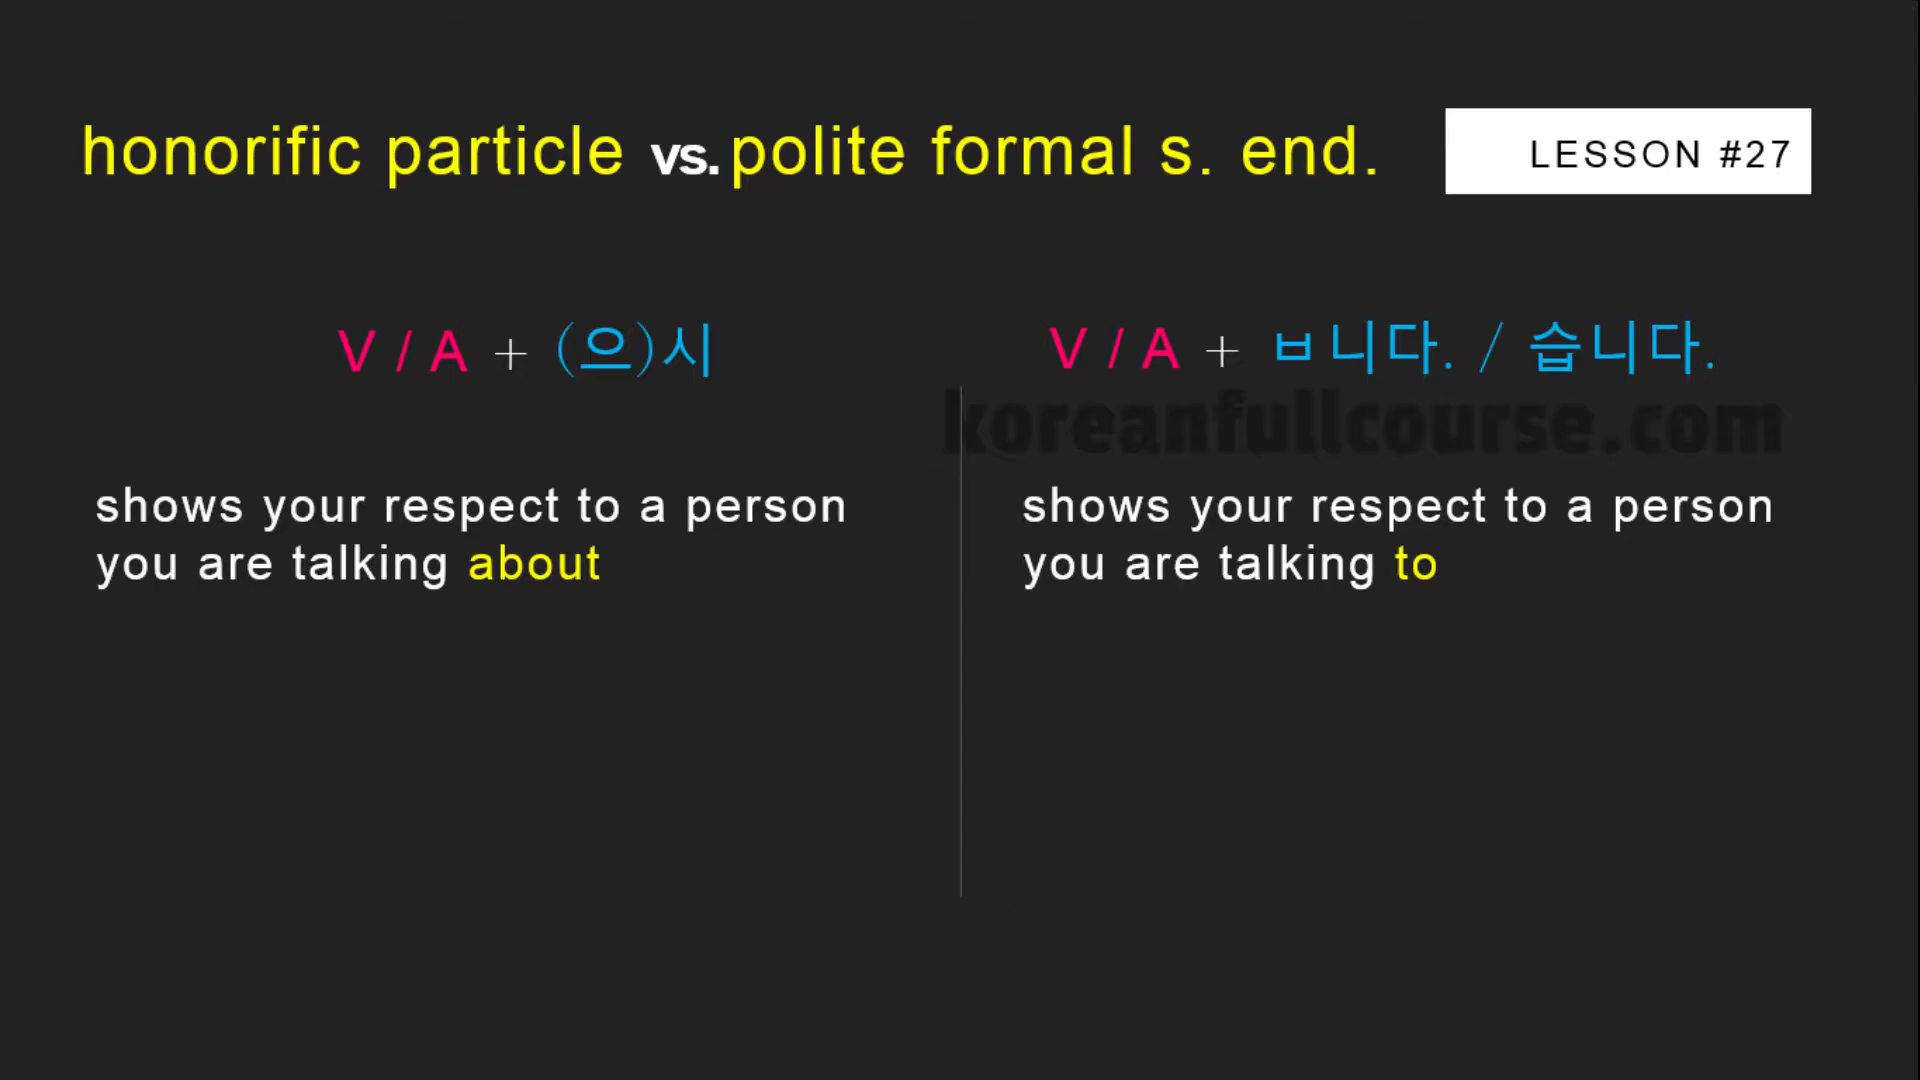 honorific particle vs. polite formal s. end.
LESSON #27
V / A + (으)시
V / A + ㅂ니다. / 습니다.
koreanfullcourse.com
shows your respect to a person
you are talking about
shows your respect to a person
you are talking to